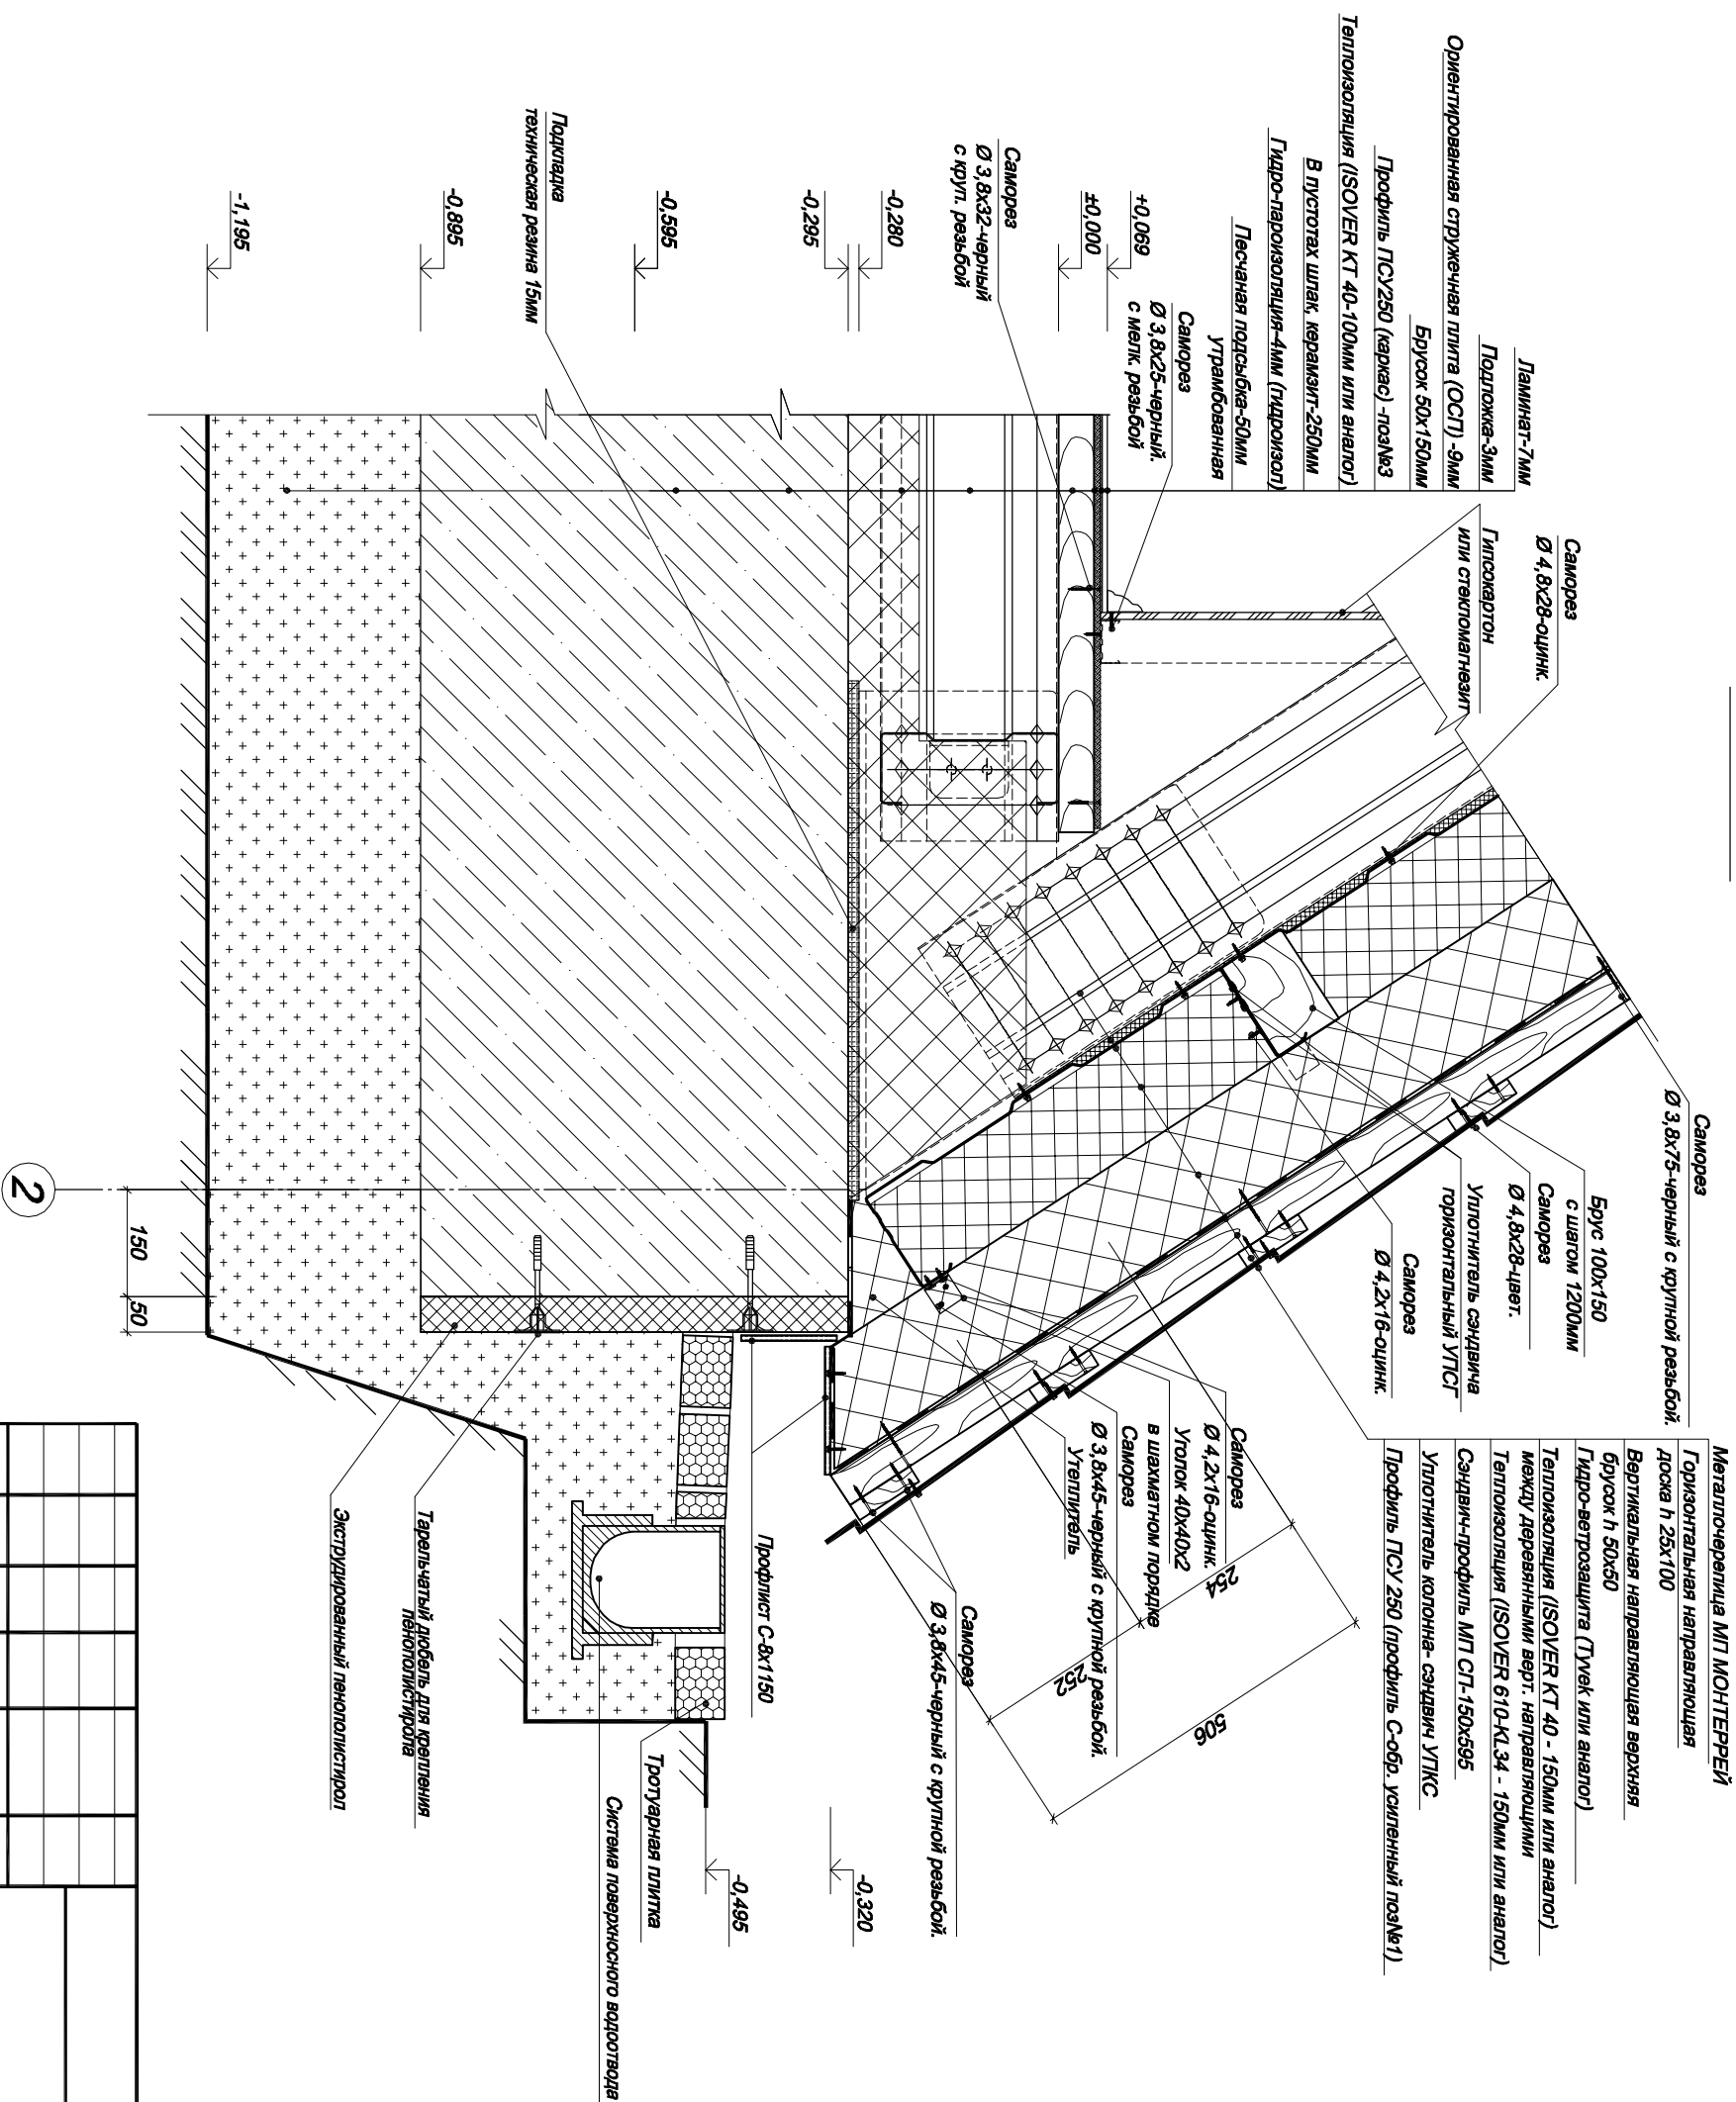 Ламинат-7мм
Подложка-3мм
Ориентированная стружечная плита (ОСП) -9мм
Брусок 50х150мм
Профиль ПСУ250 (каркас) -поз№3
Теплоизоляция (ISOVER KT 40-100мм или аналог)
В пустотах шлак, керамзит-250мм
Гидро-пароизоляция-4мм (гидроизол)
Песчаная подсыбка-50мм
утрамбованная
Саморез
Ø 3,8х25-черный.
с мелк. резьбой
Саморез
Ø 3,8х32-черный
с круп. резьбой
Саморез
Ø 4,8х28-оцинк.
Гипсокартон
или стекломагнезит
+0,069
±0,000
-0,280
-0,295
-0,595
-0,895
-1,195
Подкладка
техническая резина 15мм
Саморез
Ø 3,8х75-черный с крупной резьбой.
Брус 100х150
с шагом 1200мм
Саморез
Ø 4,8х28-цвет.
Уплотнитель сэндвича
горизонтальный УПСГ
Саморез
Ø 4,2х16-оцинк.
Металлочерепица МП МОНТЕРРЕЙ
Горизонтальная направляющая
доска h 25х100
Вертикальная направляющая верхняя
брусок h 50х50
Гидро-ветрозащита (Tyvek или аналог)
Теплоизоляция (ISOVER KT 40 - 150мм или аналог)
между деревянными верт. направляющими
Теплоизоляция (ISOVER 610-KL34 - 150мм или аналог)
Сэндвич-профиль МП СП-150х595
Уплотнитель колонна- сэндвич УПКС
Профиль ПСУ 250 (профиль С-обр. усиленный поз№1)
Саморез
Ø 4,2х16-оцинк.
Уголок 40х40х2
в шахматном порядке
Саморез
Ø 3,8х45-черный с крупной резьбой.
Утеплитель
254
252
506
Саморез
Ø 3,8х45-черный с крупной резьбой.
-0,320
-0,495
Профлист С-8х1150
Тротуарная плитка
Система поверхносного водоотвода
Тарельчатый дюбель для крепления
пенополистирола
Экструдированный пенополистирол
150
50
2